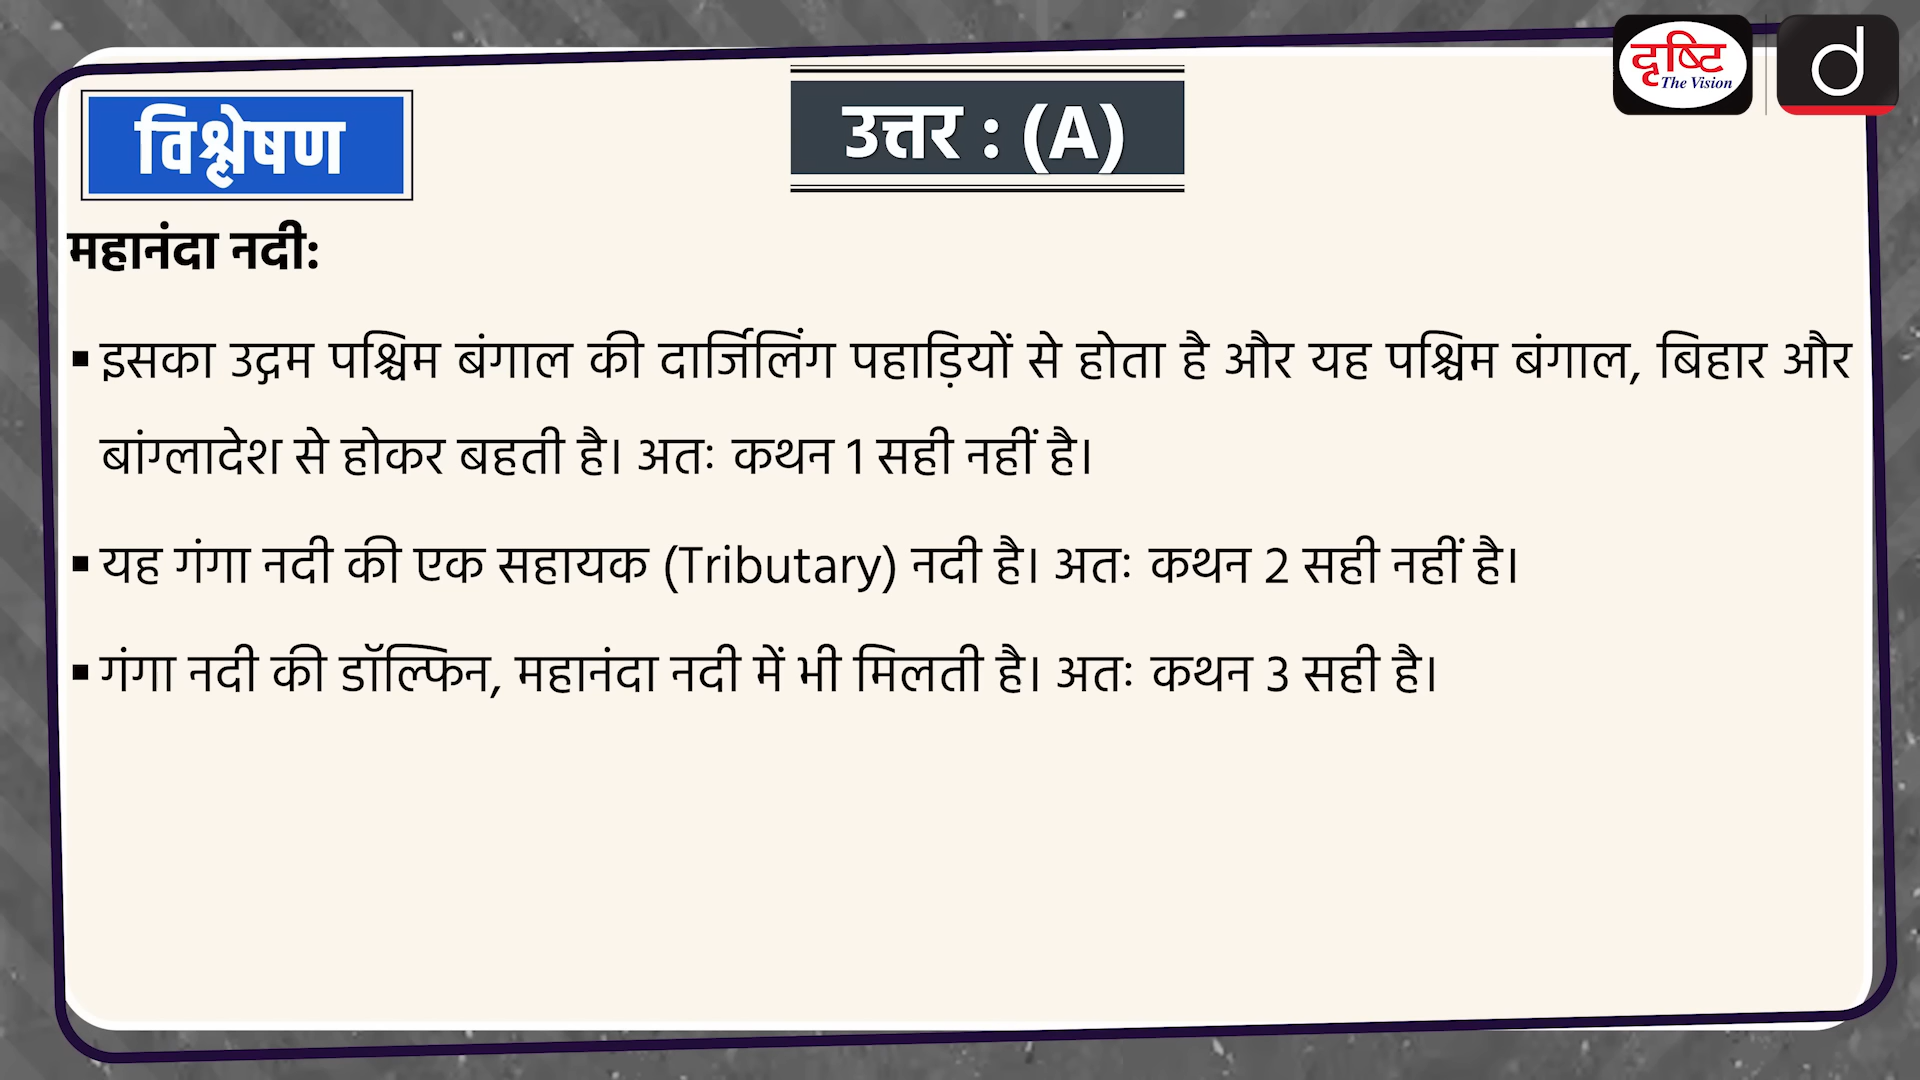 दृष्टि
The Vision
d
विश्लेषण
उत्तर : (A)
महानंदा नदी:
▪ इसका उद्गम पश्चिम बंगाल की दार्जिलिंग पहाड़ियों से होता है और यह पश्चिम बंगाल, बिहार और
बांग्लादेश से होकर बहती है। अतः कथन 1 सही नहीं है।
▪ यह गंगा नदी की एक सहायक (Tributary) नदी है। अतः कथन 2 सही नहीं है।
▪ गंगा नदी की डॉल्फिन, महानंदा नदी में भी मिलती है। अतः कथन 3 सही है।